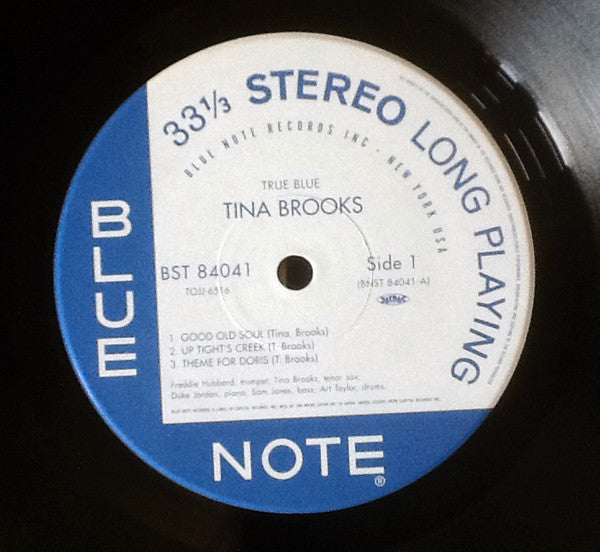 33⅓ STEREO LONG PLAYING
BLUE NOTE RECORDS INC · NEW YORK USA
TRUE BLUE
TINA BROOKS
BST 84041
TOJJ-6516
Side 1
(BNST 84041-A)
1. GOOD OLD SOUL (Tina. Brooks)
2. UP TIGHT'S CREEK (T. Brooks)
3. THEME FOR DORIS (T. Brooks)
Freddie Hubbard, trumpet; Tina Brooks, tenor sax;
Duke Jordan, piano; Sam Jones, bass; Art Taylor, drums.
BLUE
NOTE®